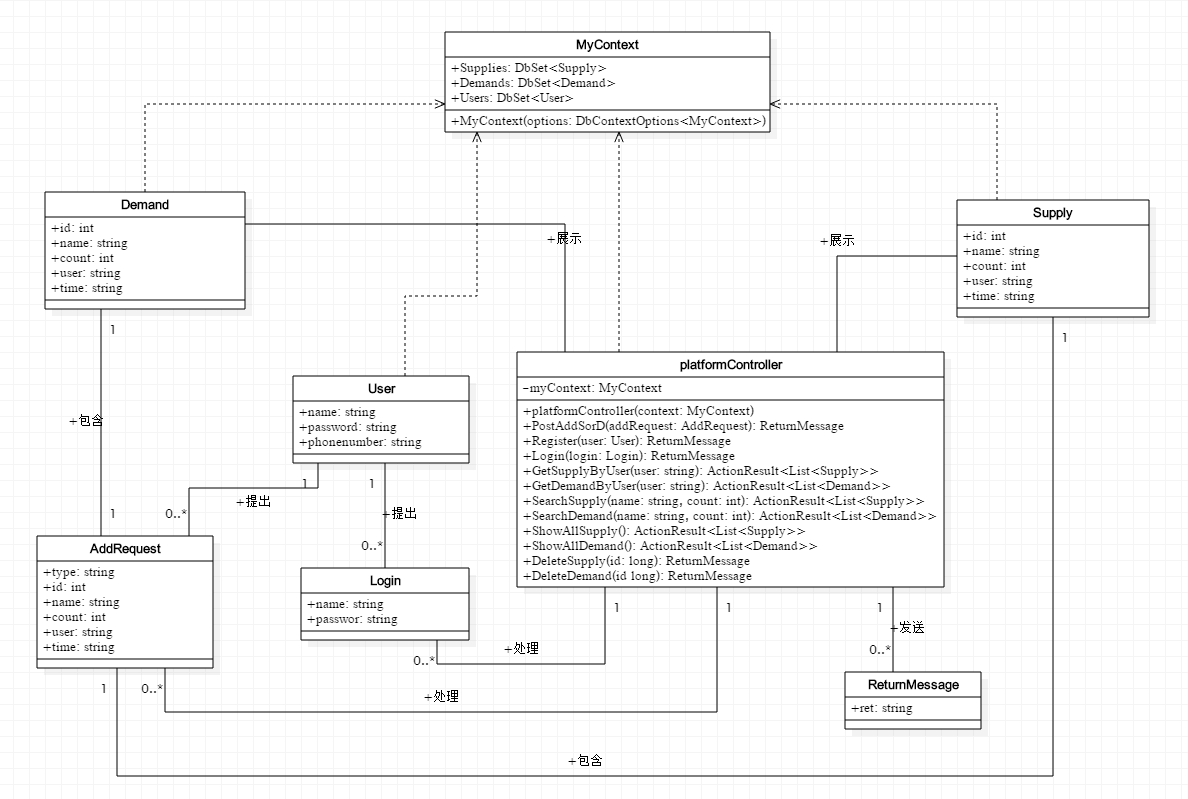 MyContext
+Supplies: DbSet<Supply>
+Demands: DbSet<Demand>
+Users: DbSet<User>
+MyContext(options: DbContextOptions<MyContext>)
Demand
+id: int
+name: string
+count: int
+user: string
+time: string
Supply
+id: int
+name: string
+count: int
+user: string
+time: string
+展示
+展示
1
1
platformController
-myContext: MyContext
+platformController(context: MyContext)
+PostAddSorD(addRequest: AddRequest): ReturnMessage
+Register(user: User): ReturnMessage
+Login(login: Login): ReturnMessage
+GetSupplyByUser(user: string): ActionResult<List<Supply>>
+GetDemandByUser(user: string): ActionResult<List<Demand>>
+SearchSupply(name: string, count: int): ActionResult<List<Supply>>
+SearchDemand(name: string, count: int): ActionResult<List<Demand>>
+ShowAllSupply(): ActionResult<List<Supply>>
+ShowAllDemand(): ActionResult<List<Demand>>
+DeleteSupply(id: long): ReturnMessage
+DeleteDemand(id long): ReturnMessage
User
+name: string
+password: string
+phonenumber: string
+包含
1
1
+提出
+提出
1
0..*
0..*
AddRequest
+type: string
+id: int
+name: string
+count: int
+user: string
+time: string
Login
+name: string
+passwor: string
1
1
1
+发送
0..*
+处理
0..*
ReturnMessage
+ret: string
1
0..*
+处理
+包含